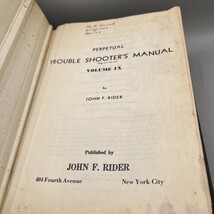 PERPETUAL
TROUBLE SHOOTER'S MANUAL
VOLUME IX
by
JOHN F. RIDER
Published by
JOHN F. RIDER
404 Fourth Avenue New York City